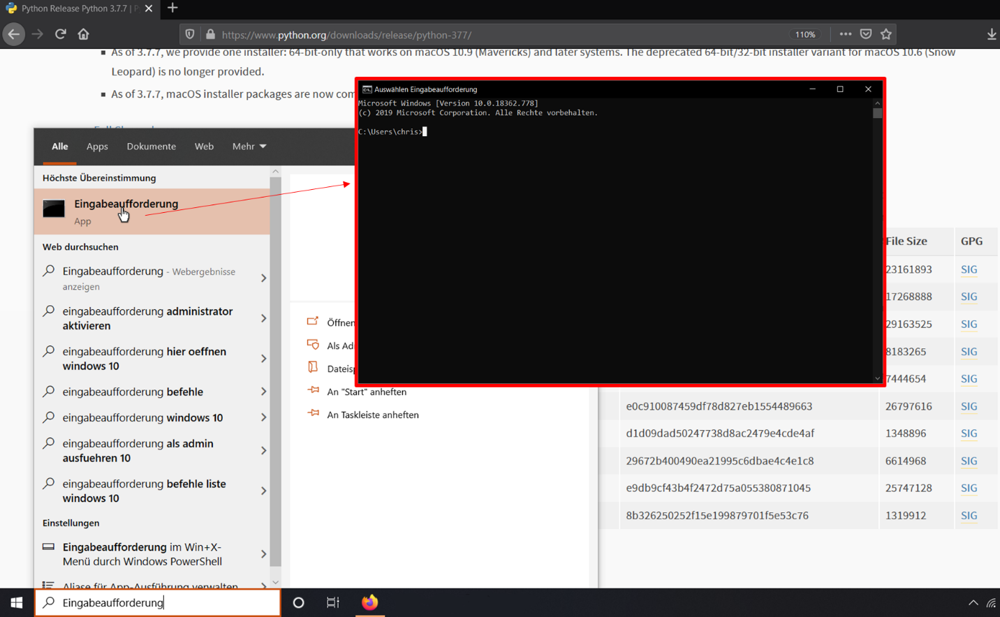 Python Release Python 3.7.7 |
https://www.python.org/downloads/release/python-377/
110%
As of 3.7.7, we provide one installer: 64-bit-only that works on macOS 10.9 (Mavericks) and later systems. The deprecated 64-bit/32-bit installer variant for macOS 10.6 (Snow
Leopard) is no longer provided.
As of 3.7.7, macOS installer packages are now
Auswählen Eingabeaufforderung
Microsoft Windows [Version 10.0.18362.778]
(c) 2019 Microsoft Corporation. Alle Rechte vorbehalten.
C:\Users\chris>
Alle Apps Dokumente Web Mehr
Höchste Übereinstimmung
Eingabeaufforderung
App
Web durchsuchen
Eingabeaufforderung - Webergebnisse
anzeigen
eingabeaufforderung administrator
aktivieren
eingabeaufforderung hier oeffnen
windows 10
eingabeaufforderung befehle
eingabeaufforderung windows 10
eingabeaufforderung als admin
ausfuehren 10
eingabeaufforderung befehle liste
windows 10
Einstellungen
Eingabeaufforderung im Win+X-
Menü durch Windows PowerShell
Aliase für App-Ausführung verwalten
Eingabeaufforderung
Öffnen
Als Ad
Dateisp
An "Start" anheften
An Taskleiste anheften
File Size GPG
23161893 SIG
17268888 SIG
29163525 SIG
8183265 SIG
7444654 SIG
e0c910087459df78d827eb1554489663 26797616 SIG
d1d09dad50247738d8ac2479e4cde4af 1348896 SIG
29672b400490ea21995c6dbae4c4e1c8 6614968 SIG
e9db9cf43b4f2472d75a055380871045 25747128 SIG
8b326250252f15e199879701f5e53c76 1319912 SIG